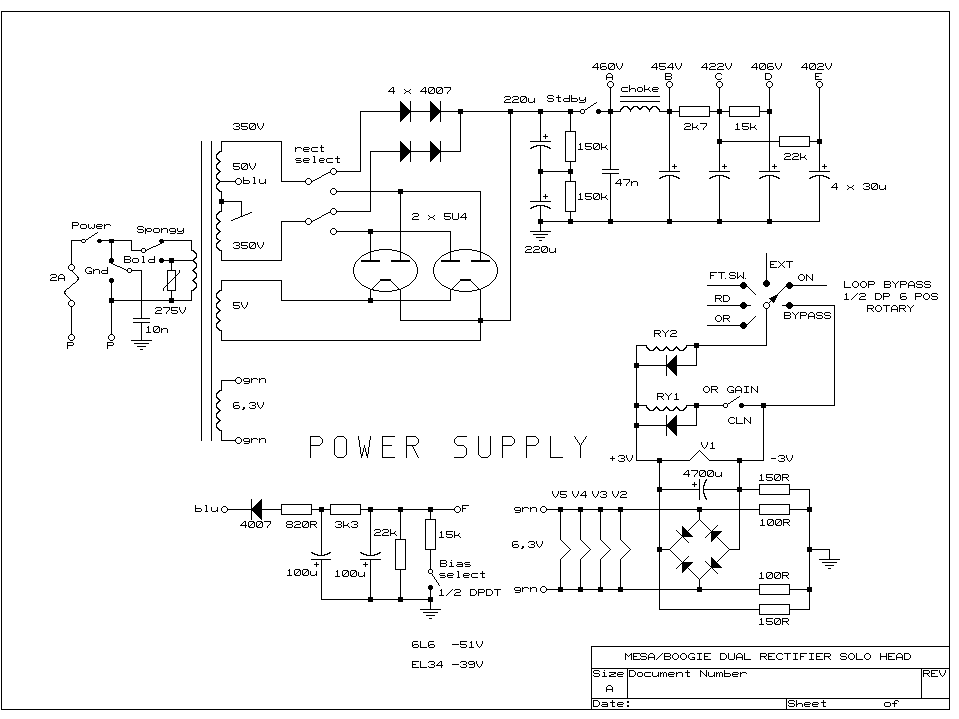 460V 454V 422V 406V 402V
A B C D E
4 x 4007
220u
Stdby
choke
2k7
15k
350V
rect
select
150k
22k
50V
blu
47n
150k
4 x 30u
350V
2 x 5U4
220u
Power
Spongy
Bold
Gnd
2A
275V
10n
P
P
5V
EXT
FT.SW.
ON
RD
OR
BYPASS
LOOP BYPASS
1/2 DP 6 POS
ROTARY
RY2
grn
6,3V
grn
OR GAIN
RY1
CLN
POWER SUPPLY
V1
+3V
-3V
4700u
150R
V5 V4 V3 V2
blu
4007
820R
3k3
F
grn
100R
22k
15k
6,3V
100u
100u
Bias
select
1/2 DPDT
grn
100R
150R
6L6 -51V
EL34 -39V
MESA/BOOGIE DUAL RECTIFIER SOLO HEAD
Size
A
Document Number
REV
Date:
Sheet of